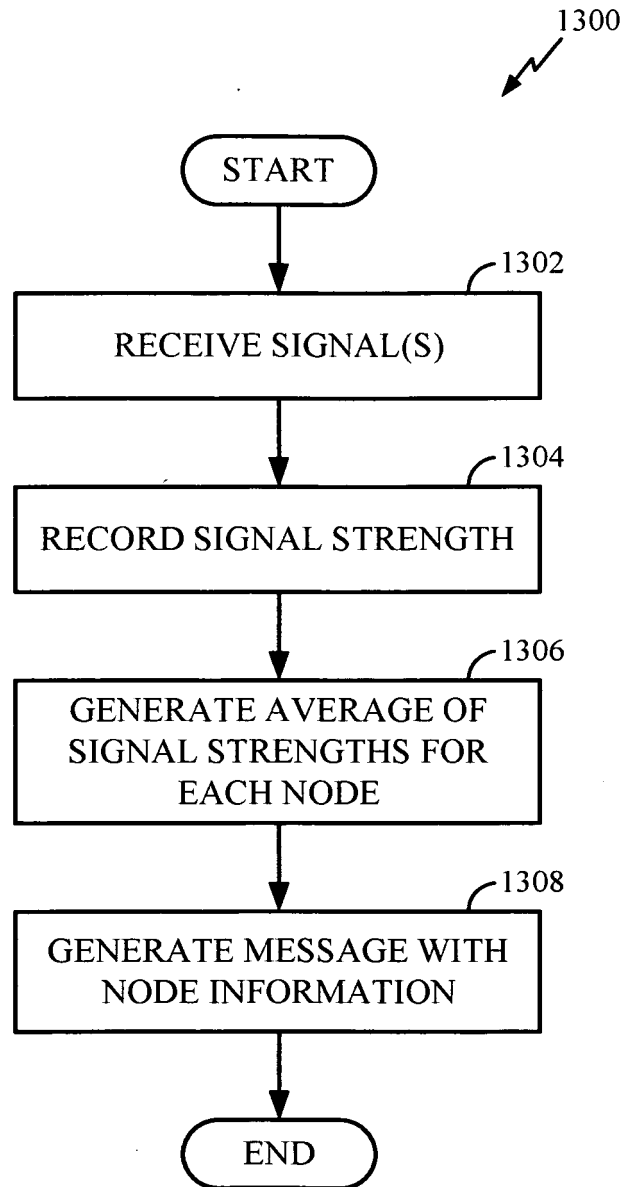 1300
START
1302
RECEIVE SIGNAL(S)
1304
RECORD SIGNAL STRENGTH
1306
GENERATE AVERAGE OF
SIGNAL STRENGTHS FOR
EACH NODE
1308
GENERATE MESSAGE WITH
NODE INFORMATION
END